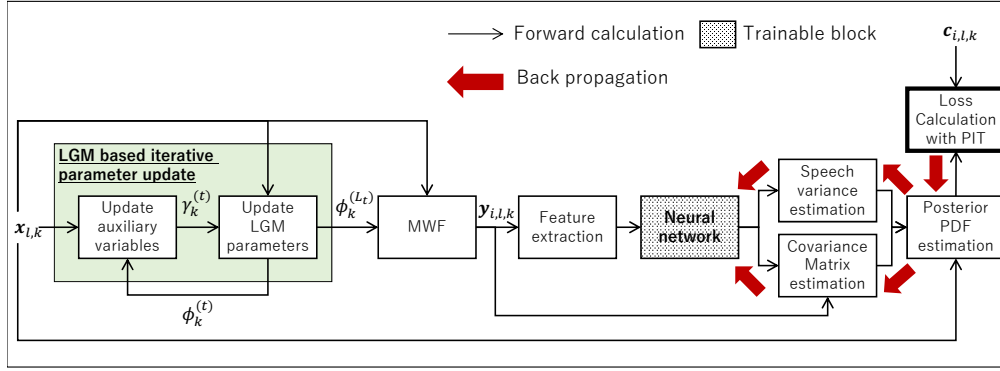 Forward calculation
Trainable block
Back propagation
c_{i,l,k}
Loss
Calculation
with PIT
LGM based iterative
parameter update
x_{l,k}
Update
auxiliary
variables
γ_k^{(t)}
Update
LGM
parameters
ϕ_k^{(t)}
ϕ_k^{(L_t)}
MWF
y_{i,l,k}
Feature
extraction
Neural
network
Speech
variance
estimation
Covariance
Matrix
estimation
Posterior
PDF
estimation